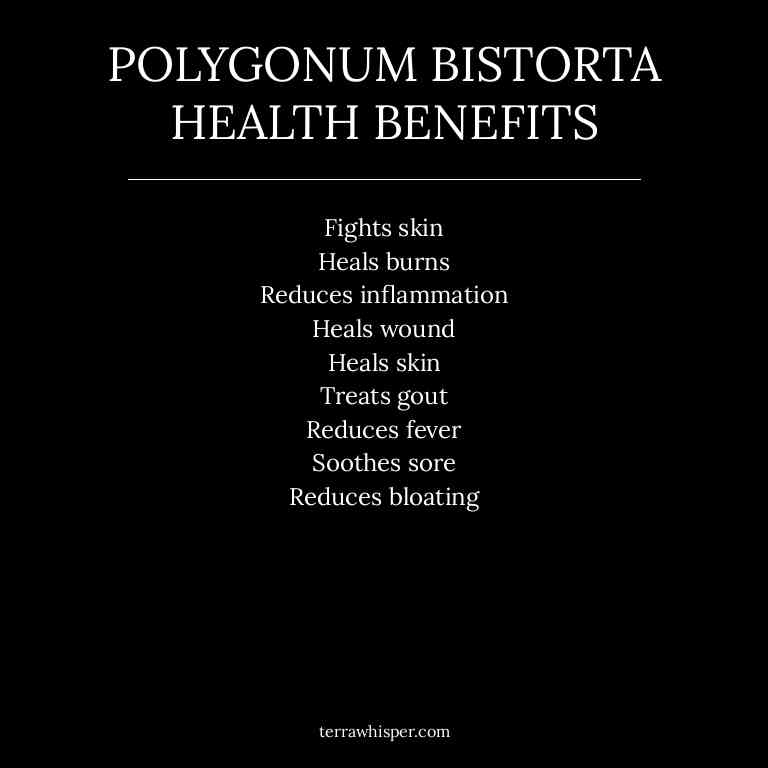 POLYGONUM BISTORTA
HEALTH BENEFITS
Fights skin
Heals burns
Reduces inflammation
Heals wound
Heals skin
Treats gout
Reduces fever
Soothes sore
Reduces bloating
terrawhisper.com